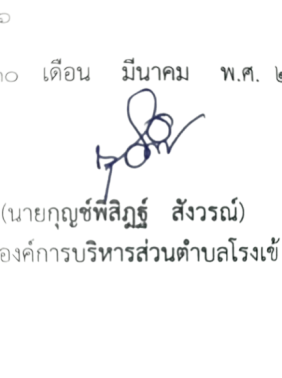 ๑
๓๐ เดือน มีนาคม พ.ศ. ๒
(นายกุญช์พิสิฏฐ์ สังวรณ์)
องค์การบริหารส่วนตำบลโรงเข้